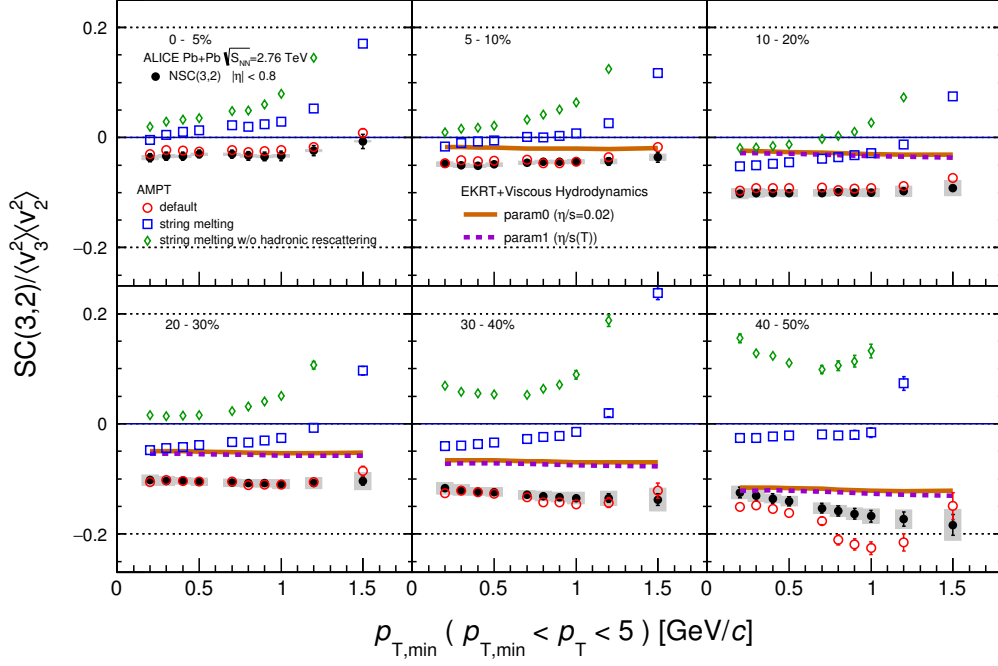 0.2
0
−0.2
0 - 5%
ALICE Pb+Pb √S_NN=2.76 TeV
NSC(3,2) |η| < 0.8
AMPT
default
string melting
string melting w/o hadronic rescattering
5 - 10%
EKRT+Viscous Hydrodynamics
param0 (η/s=0.02)
param1 (η/s(T))
10 - 20%
SC(3,2)/⟨v_3^2⟩⟨v_2^2⟩
0.2
0
−0.2
20 - 30%
30 - 40%
40 - 50%
0 0.5 1 1.5
0 0.5 1 1.5
0 0.5 1 1.5
p_T,min ( p_T,min < p_T < 5 ) [GeV/c]